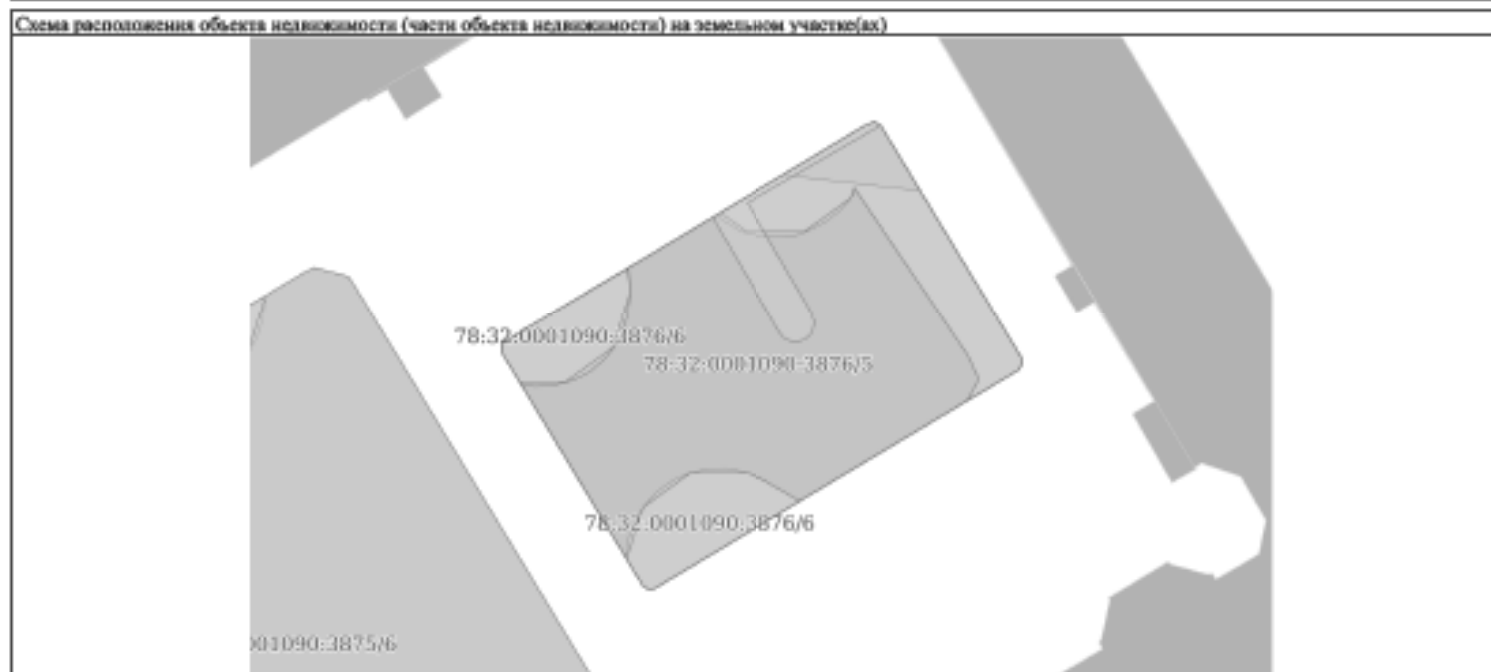 Схема расположения объекта недвижимости (части объекта недвижимости) на земельном участке(ах)
78:32:0001090:3876/6
78:32:0001090:3876/5
78:32:0001090:3876/6
001090:3875/6